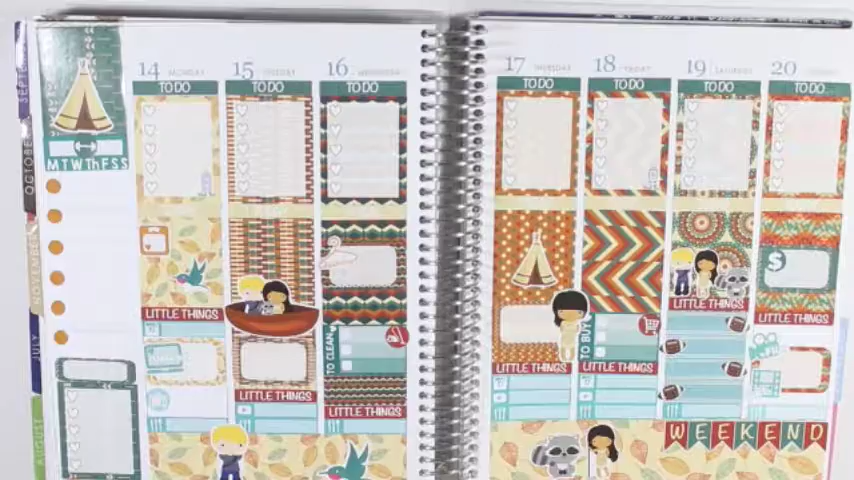 14 MONDAY
15 TUESDAY
16 WEDNESDAY
17 THURSDAY
18 FRIDAY
19 SATURDAY
20
TO DO
TO DO
TO DO
TO DO
TO DO
TO DO
TO DO
M T W Th F S S
OCTOBER
NOVEMBER
JULY
AUGUST
LITTLE THINGS
LITTLE THINGS
TO CLEAN
LITTLE THINGS
LITTLE THINGS
TO BUY
LITTLE THINGS
LITTLE THINGS
$
LITTLE THINGS
WEEKEND